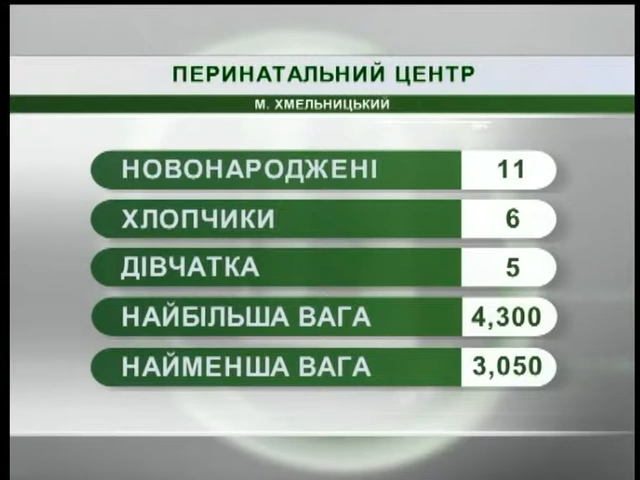 ПЕРИНАТАЛЬНИЙ ЦЕНТР
М. ХМЕЛЬНИЦЬКИЙ
НОВОНАРОДЖЕНІ 11
ХЛОПЧИКИ 6
ДІВЧАТКА 5
НАЙБІЛЬША ВАГА 4,300
НАЙМЕНША ВАГА 3,050